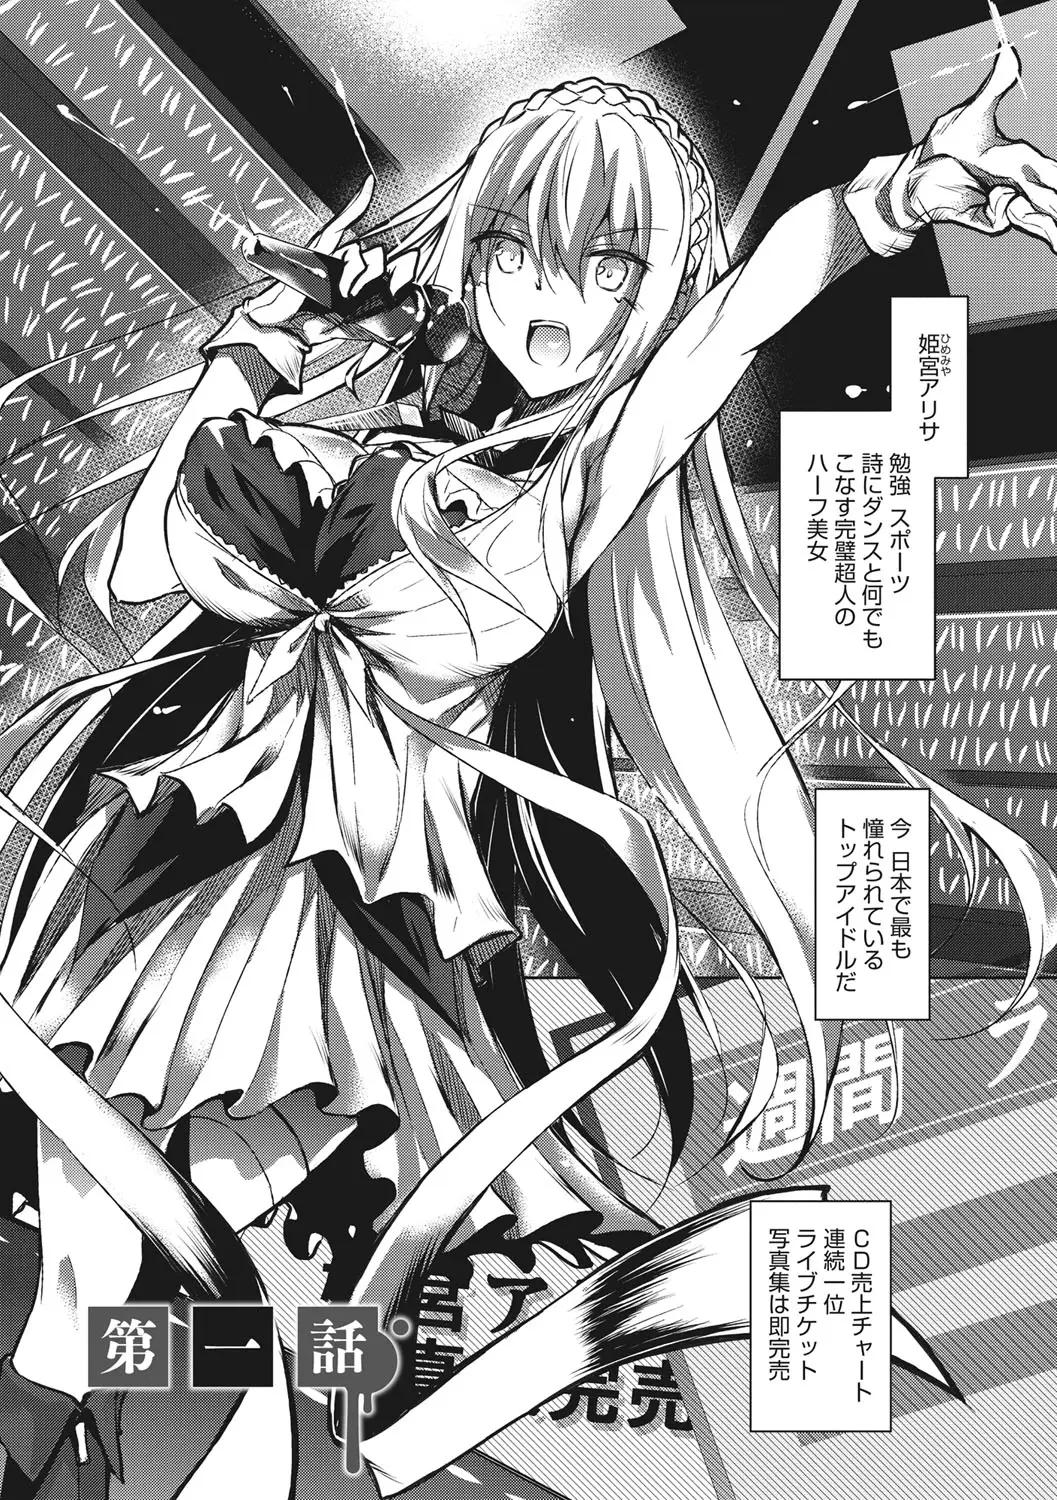 姫宮アリサ
ひめみや
勉強 スポーツ
詩にダンスと何でも
こなす完璧超人の
ハーフ美女
今 日本で最も
憧れられている
トップアイドルだ
週間 ラ
CD売上チャート
連続一位
ライブチケット
写真集は即完売
宮ア
完売
第一話